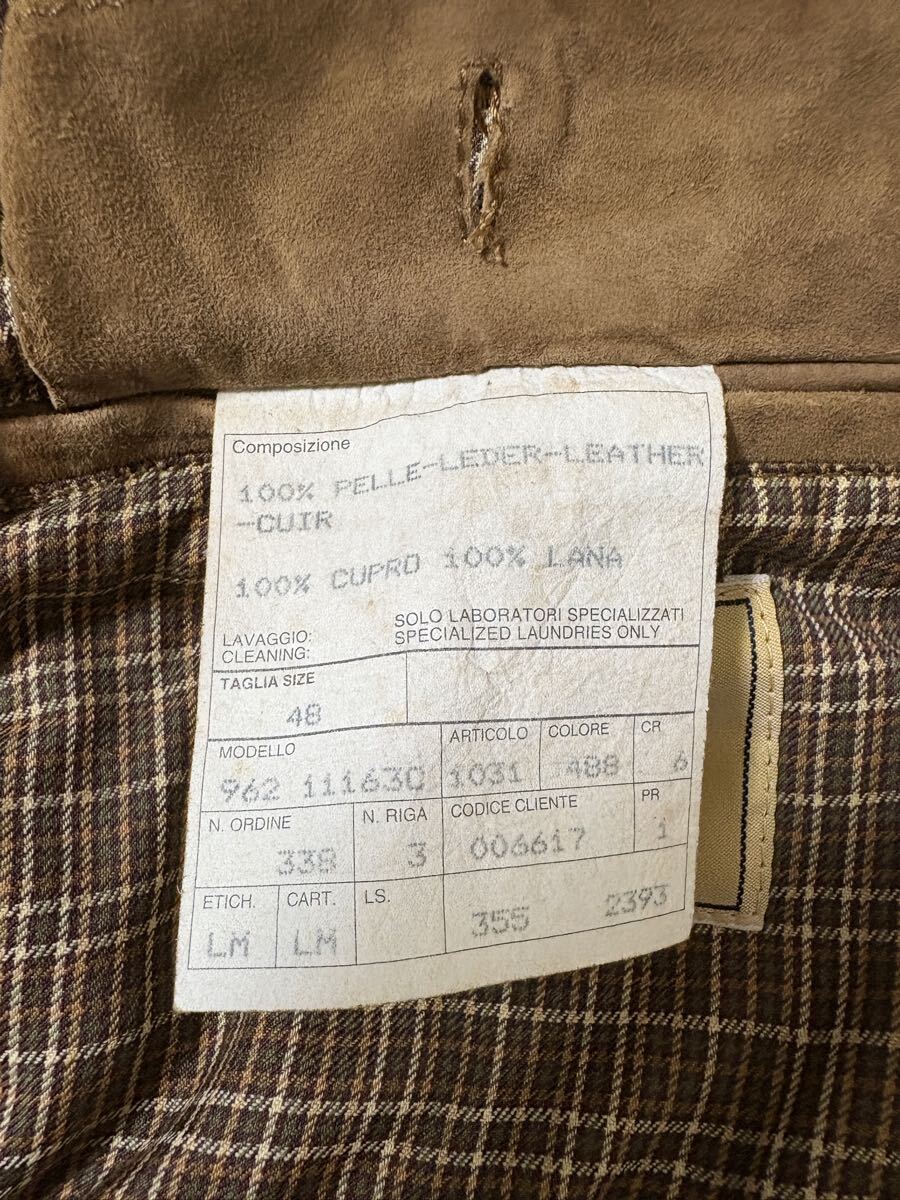 Composizione
100% PELLE-LEDER-LEATHER
-CUIR
100% CUPRO 100% LANA
LAVAGGIO: SOLO LABORATORI SPECIALIZZATI
CLEANING: SPECIALIZED LAUNDRIES ONLY
TAGLIA SIZE
48
MODELLO ARTICOLO COLORE CR
962 111630 1031 488 6
N. ORDINE N. RIGA CODICE CLIENTE PR
338 3 006617 1
ETICH. CART. LS.
LM LM 355 2393